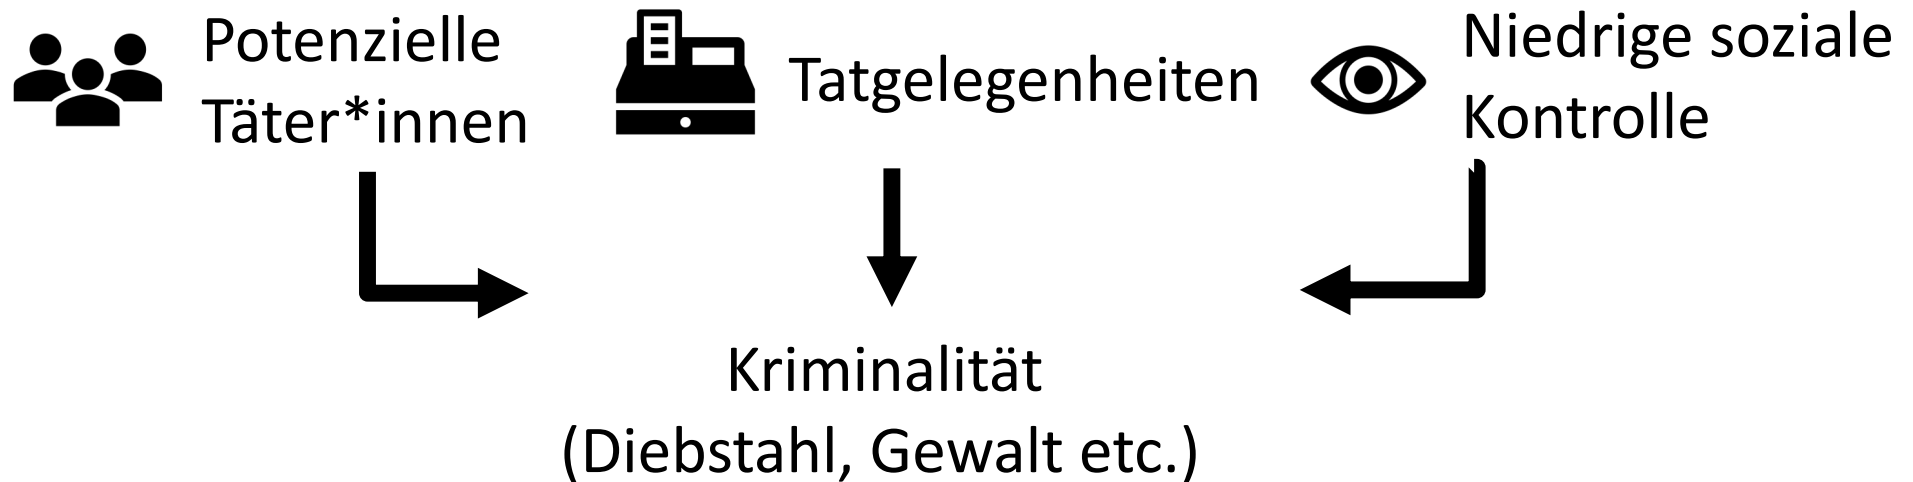 Potenzielle
Täter*innen
Tatgelegenheiten
Niedrige soziale
Kontrolle
Kriminalität
(Diebstahl, Gewalt etc.)